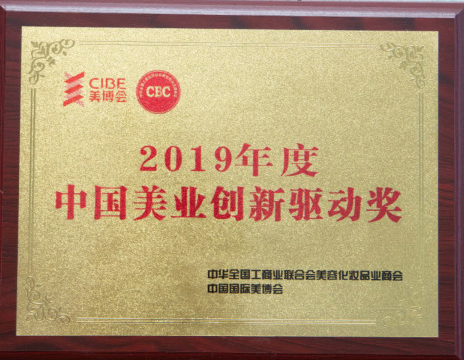 CIBE
美博会
CBC
2019年度
中国美业创新驱动奖
中华全国工商业联合会美容化妆品业商会
中国国际美博会